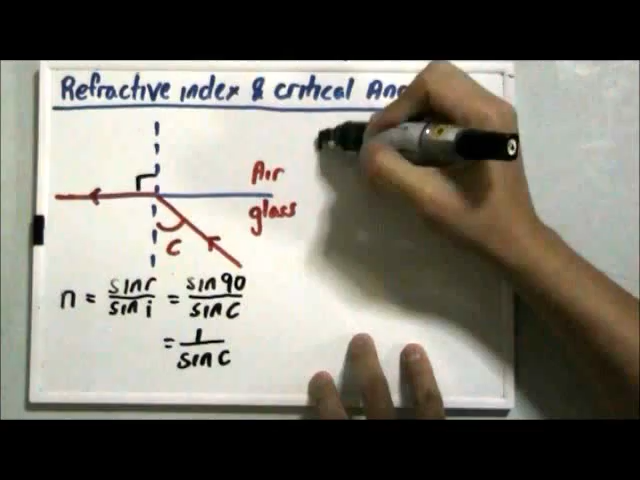 Refractive index & critical An
Air
glass
c
n = sin r / sin i = sin 90 / sin C
= 1 / sin C